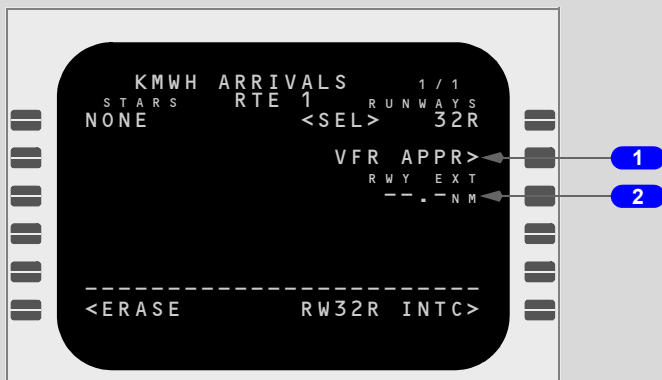 KMWH ARRIVALS 1/1
STARS RTE 1 RUNWAYS
NONE <SEL> 32R
VFR APPR> 1
RWY EXT
--.-NM 2
------------------------
<ERASE RW32R INTC>